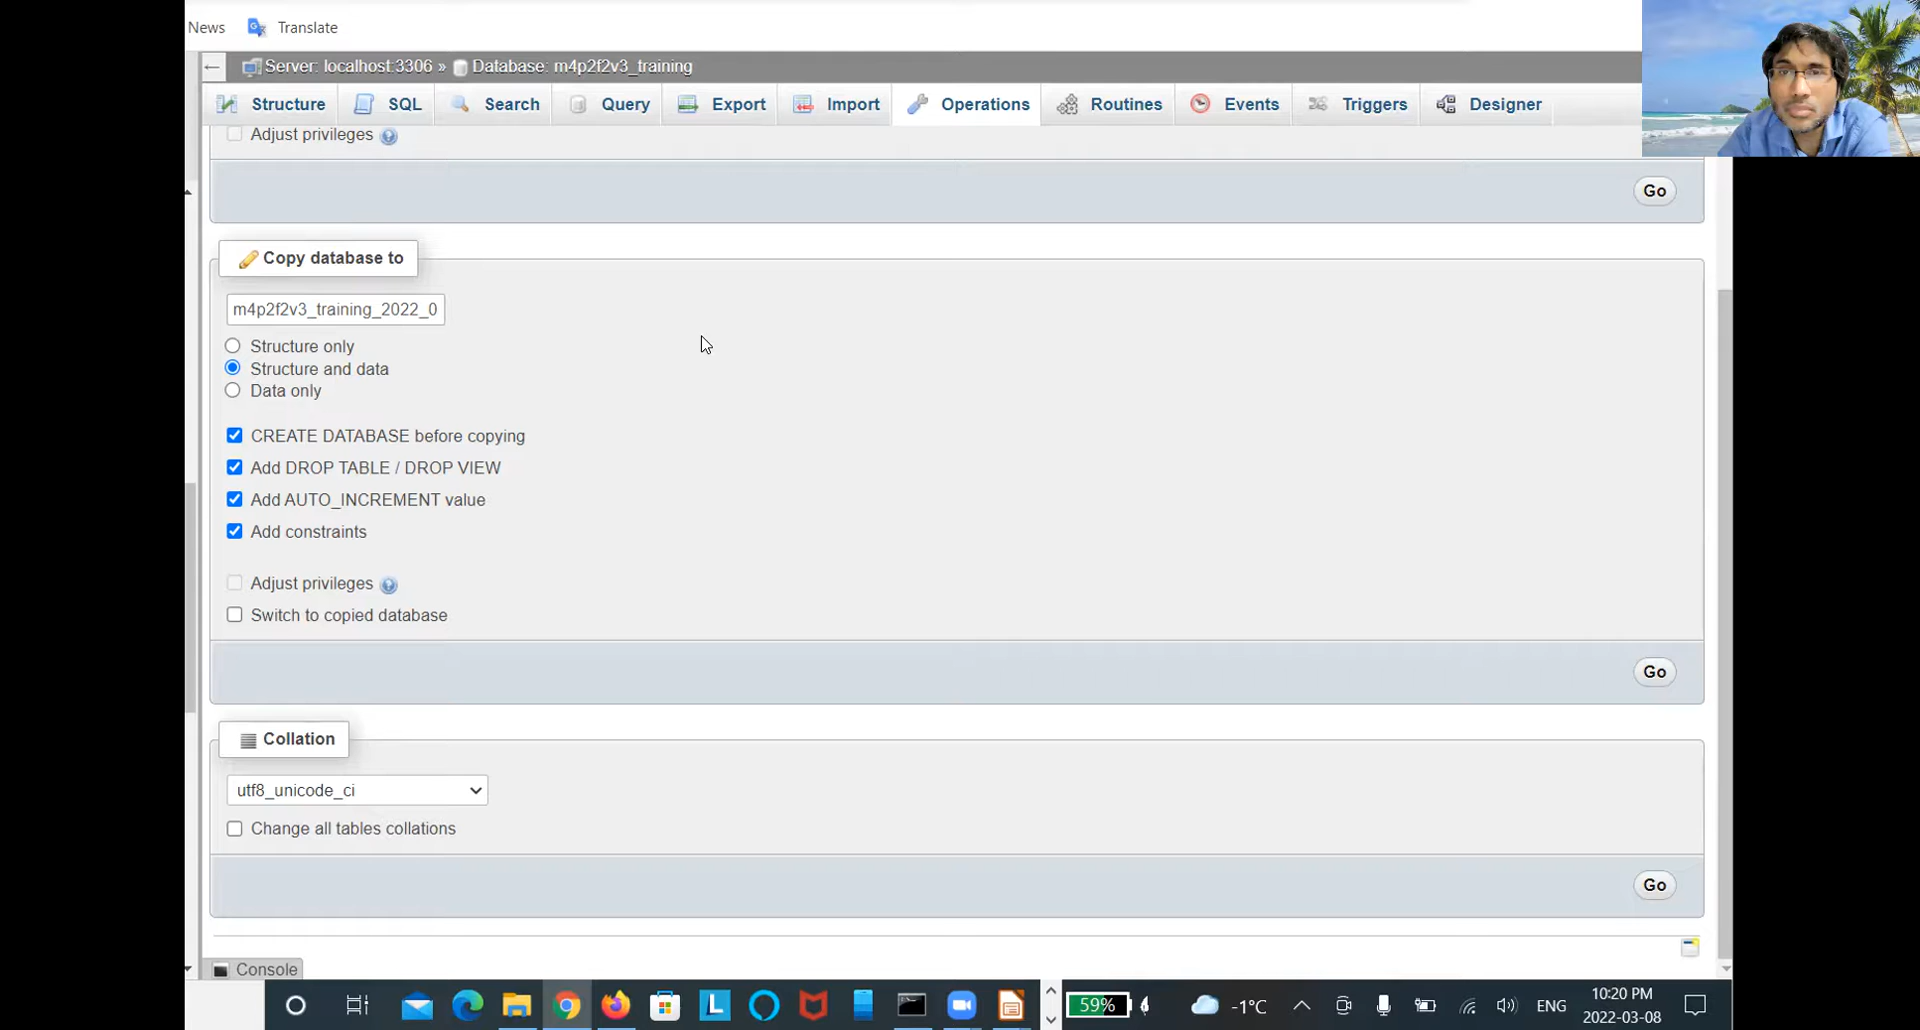 News Translate
← Server: localhost:3306 » Database: m4p2f2v3_training
Structure SQL Search Query Export Import Operations Routines Events Triggers Designer
Adjust privileges
Go
Copy database to
m4p2f2v3_training_2022_0
Structure only
Structure and data
Data only
CREATE DATABASE before copying
Add DROP TABLE / DROP VIEW
Add AUTO_INCREMENT value
Add constraints
Adjust privileges
Switch to copied database
Go
Collation
utf8_unicode_ci
Change all tables collations
Go
Console
L 59% -1°C ENG 10:20 PM
2022-03-08